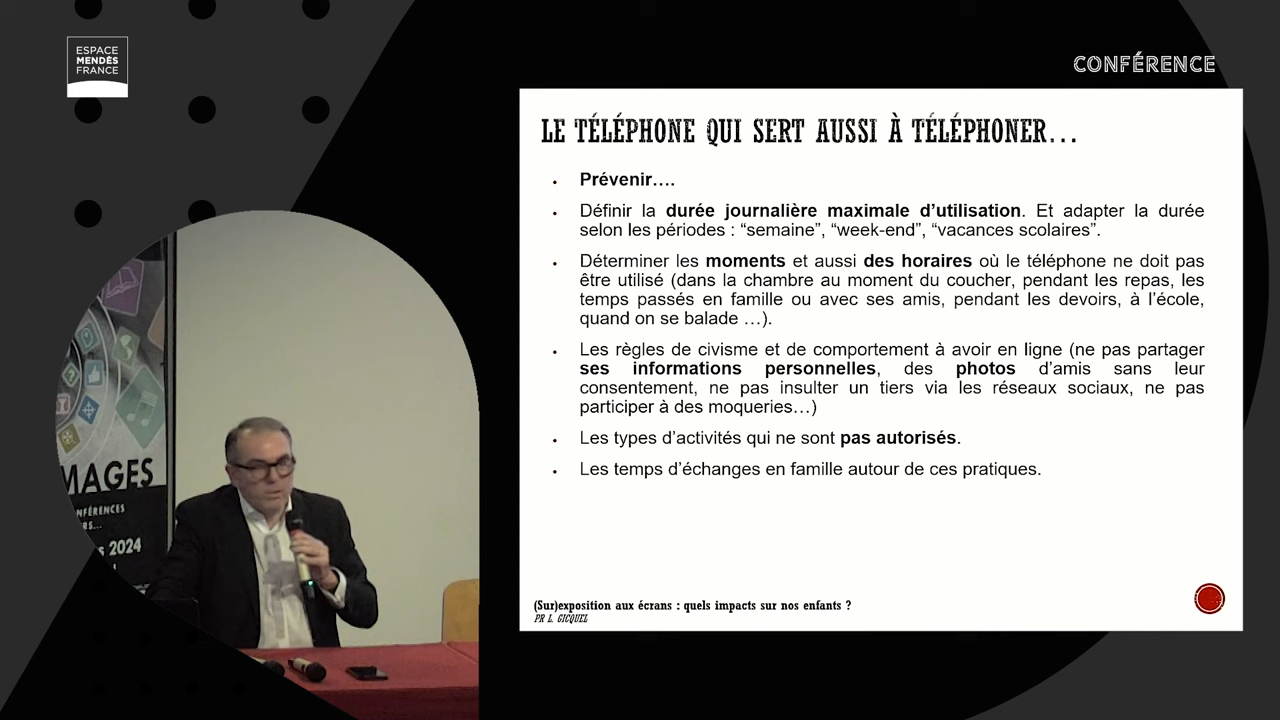 ESPACE
MENDÈS
FRANCE
CONFÉRENCE
LE TÉLÉPHONE QUI SERT AUSSI À TÉLÉPHONER...
• Prévenir....
• Définir la durée journalière maximale d’utilisation. Et adapter la durée
selon les périodes : “semaine”, “week-end”, “vacances scolaires”.
• Déterminer les moments et aussi des horaires où le téléphone ne doit pas
être utilisé (dans la chambre au moment du coucher, pendant les repas, les
temps passés en famille ou avec ses amis, pendant les devoirs, à l’école,
quand on se balade …).
• Les règles de civisme et de comportement à avoir en ligne (ne pas partager
ses informations personnelles, des photos d’amis sans leur
consentement, ne pas insulter un tiers via les réseaux sociaux, ne pas
participer à des moqueries…)
• Les types d’activités qui ne sont pas autorisés.
• Les temps d’échanges en famille autour de ces pratiques.
(Sur)exposition aux écrans : quels impacts sur nos enfants ?
PR L. GICQUEL
MAGES
NFÉRENCES
RS...
s 2024